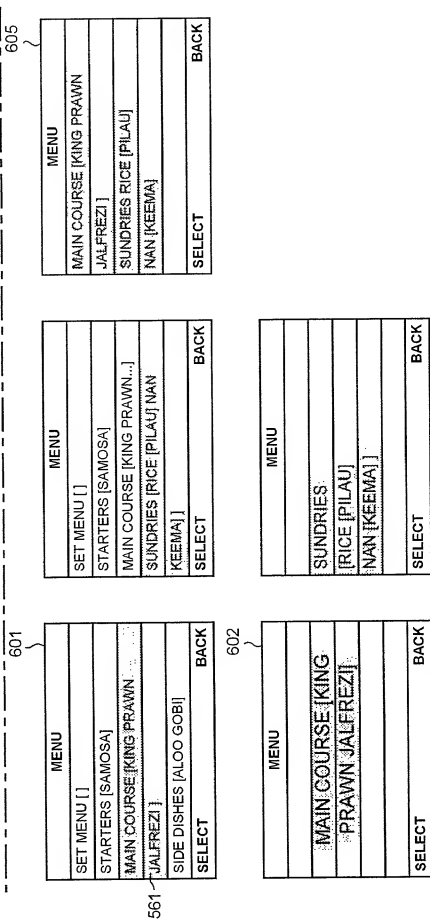 601
MENU
SET MENU [ ]
STARTERS [SAMOSA]
MAIN COURSE [KING PRAWN
561
JALFREZI ]
SIDE DISHES [ALOO GOBI]
SELECT BACK
MENU
SET MENU [ ]
STARTERS [SAMOSA]
MAIN COURSE [KING PRAWN...]
SUNDRIES [RICE [PILAU] NAN
KEEMA] ]
SELECT BACK
605
MENU
MAIN COURSE [KING PRAWN
JALFREZI ]
SUNDRIES RICE [PILAU]
NAN [KEEMA]
SELECT BACK
602
MENU
MAIN COURSE [KING
PRAWN JALFREZI]
SELECT BACK
MENU
SUNDRIES
[RICE [PILAU]
NAN [KEEMA] ]
SELECT BACK